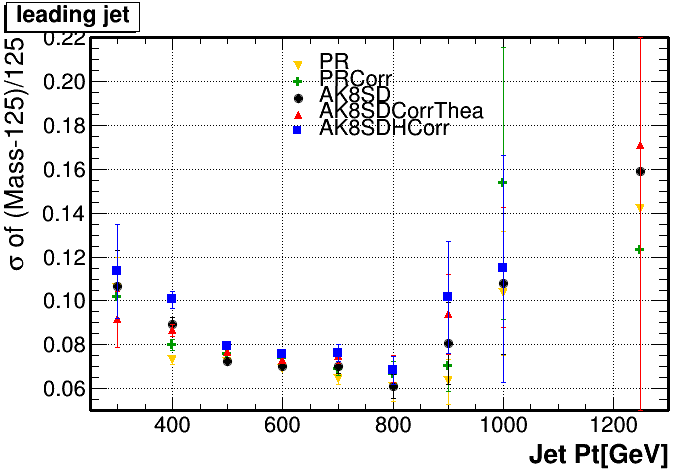 leading jet
σ of (Mass-125)/125
0.22
0.20
0.18
0.16
0.14
0.12
0.10
0.08
0.06
PR
PRCorr
AK8SD
AK8SDCorrThea
AK8SDHCorr
400 600 800 1000 1200
Jet Pt[GeV]